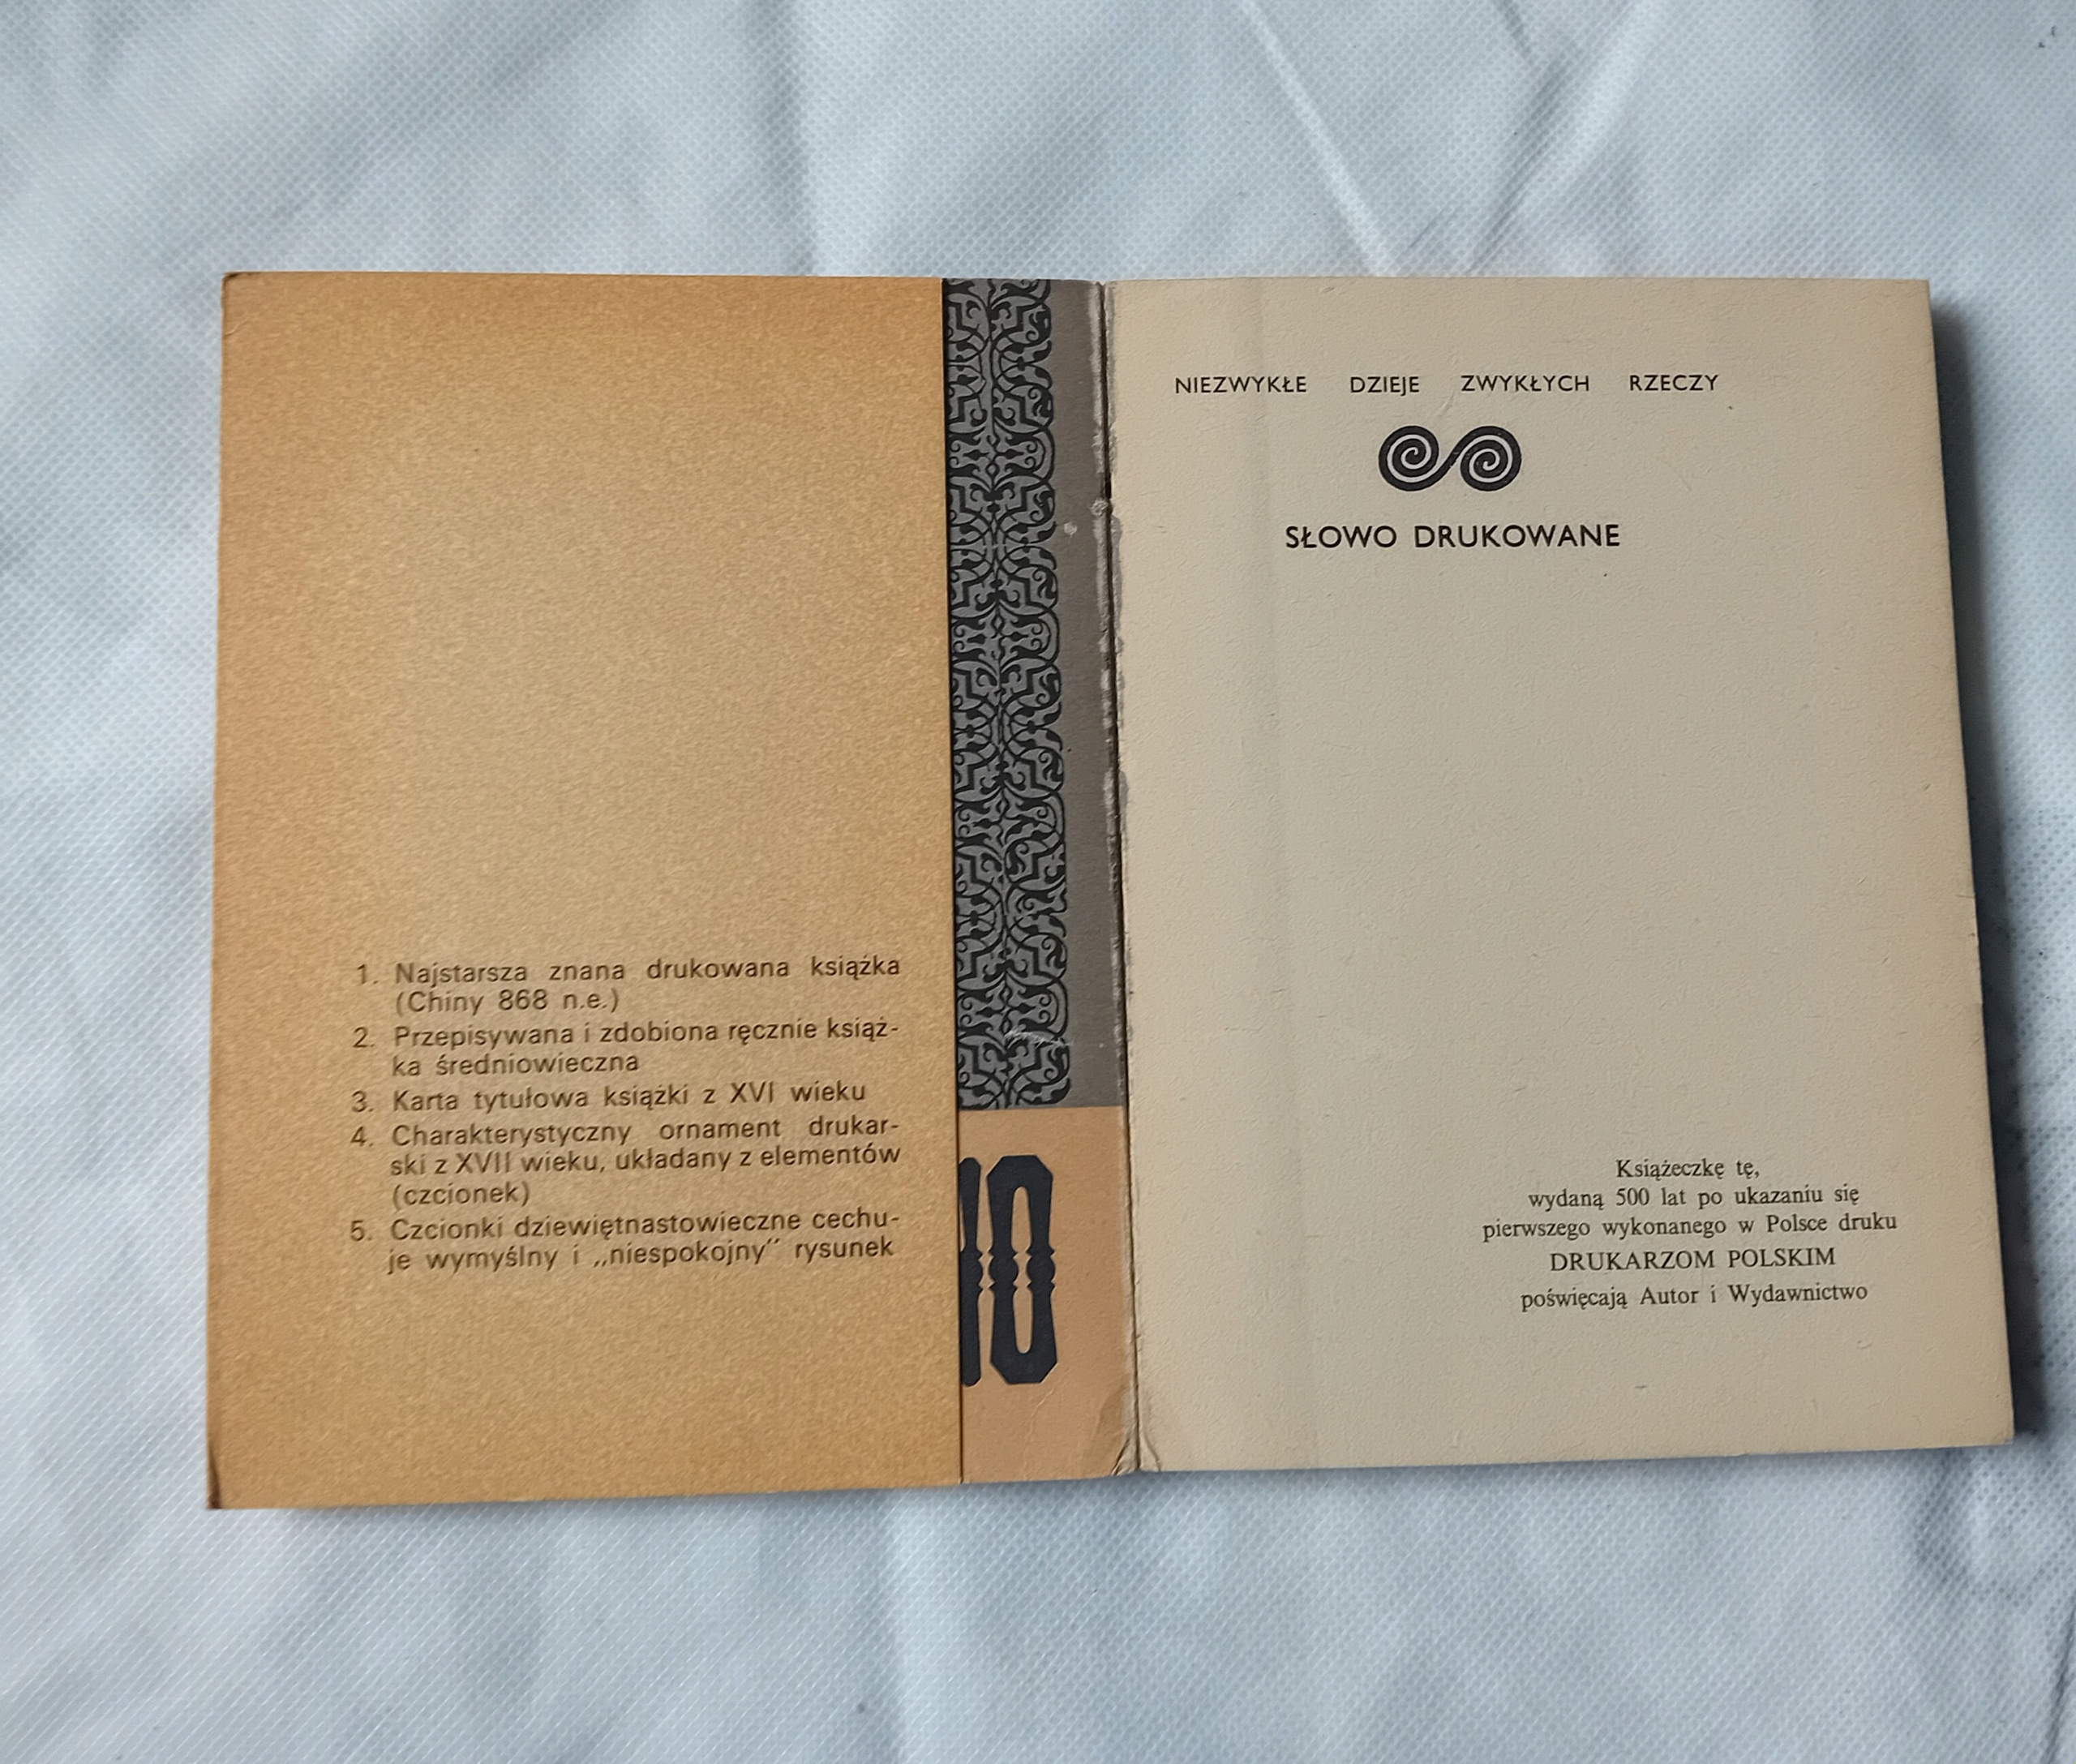 1. Najstarsza znana drukowana książka
(Chiny 868 n.e.)
2. Przepisywana i zdobiona ręcznie książ-
ka średniowieczna
3. Karta tytułowa książki z XVI wieku
4. Charakterystyczny ornament drukar-
ski z XVII wieku, układany z elementów
(czcionek)
5. Czcionki dziewiętnastowieczne cechu-
je wymyślny i „niespokojny” rysunek
NIEZWYKŁE DZIEJE ZWYKŁYCH RZECZY
SŁOWO DRUKOWANE
Książeczkę tę,
wydaną 500 lat po ukazaniu się
pierwszego wykonanego w Polsce druku
DRUKARZOM POLSKIM
poświęcają Autor i Wydawnictwo